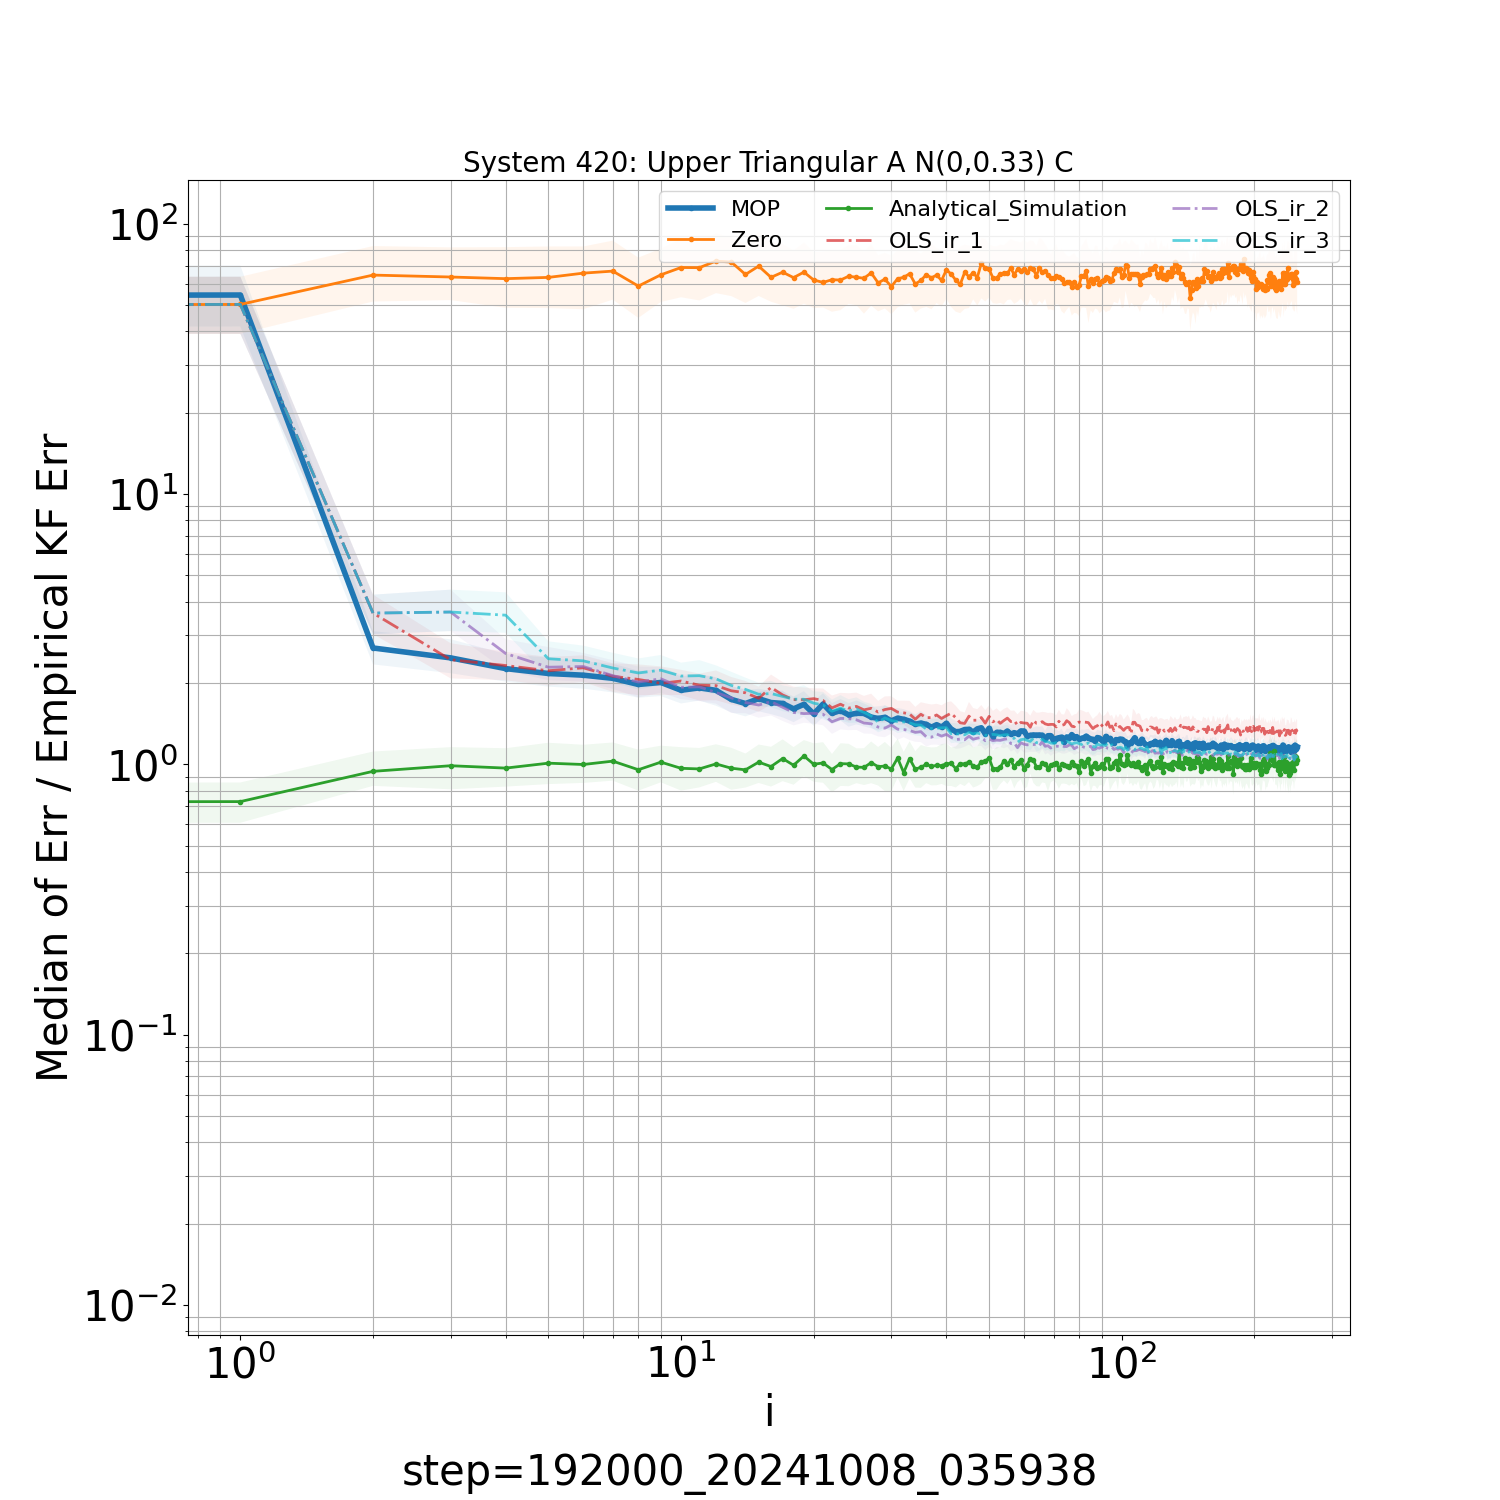 System 420: Upper Triangular A N(0,0.33) C
MOP
Zero
Analytical_Simulation
OLS_ir_1
OLS_ir_2
OLS_ir_3
Median of Err / Empirical KF Err
10²
10¹
10⁰
10⁻¹
10⁻²
10⁰ 10¹ 10²
i
step=192000_20241008_035938